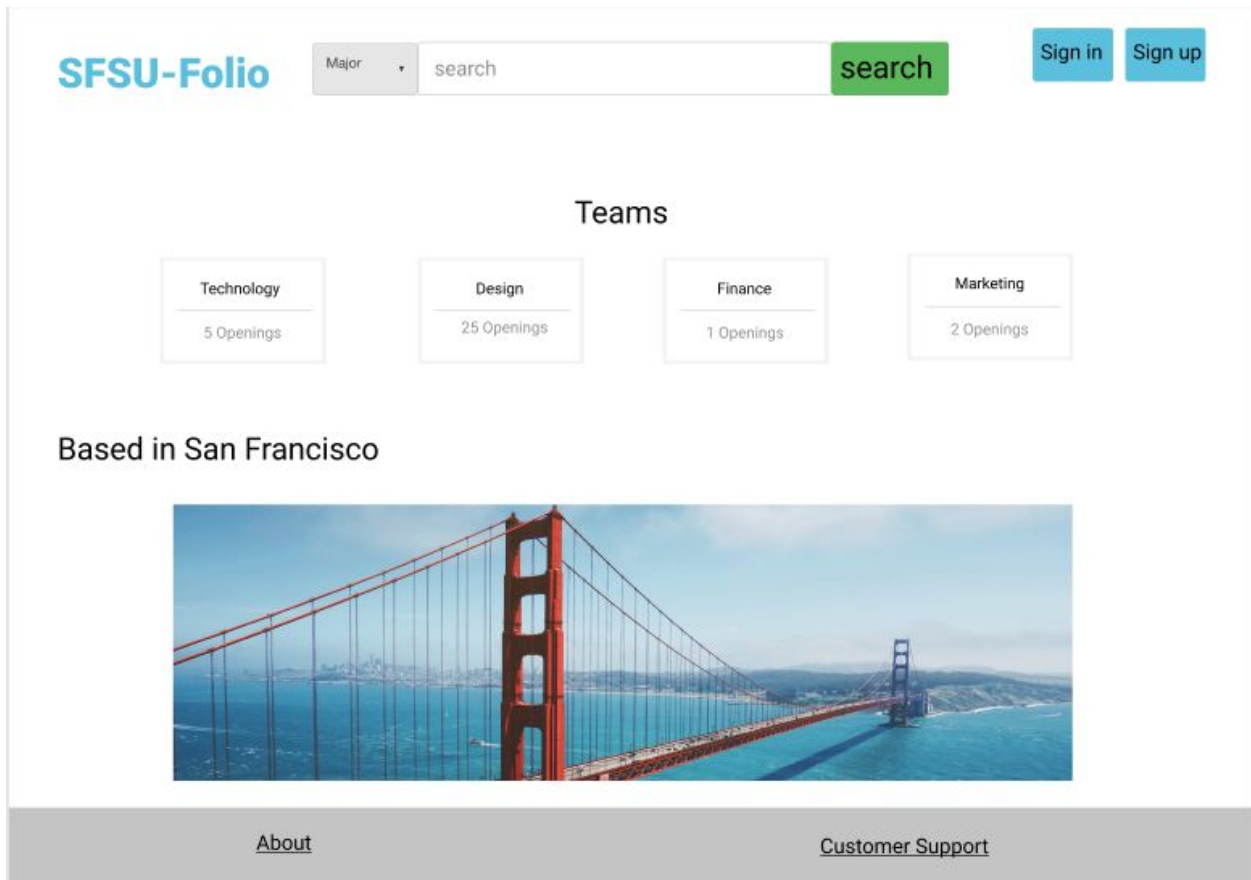 SFSU-Folio
Major
search
search
Sign in
Sign up
Teams
Technology
5 Openings
Design
25 Openings
Finance
1 Openings
Marketing
2 Openings
Based in San Francisco
About
Customer Support